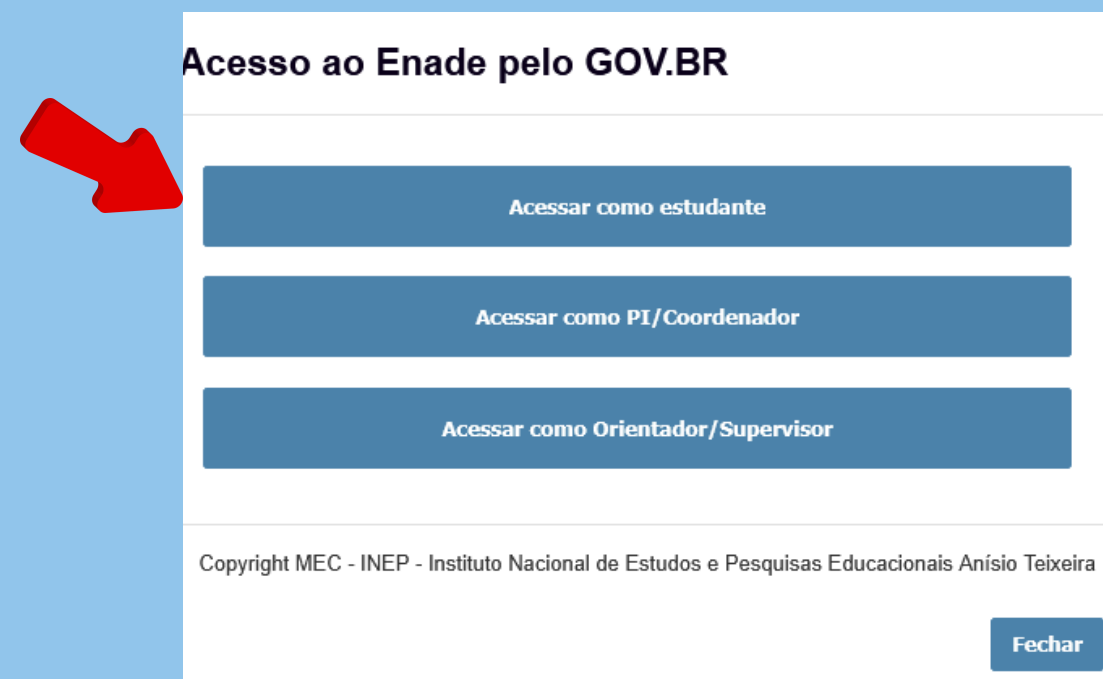 Acesso ao Enade pelo GOV.BR
Acessar como estudante
Acessar como PI/Coordenador
Acessar como Orientador/Supervisor
Copyright MEC - INEP - Instituto Nacional de Estudos e Pesquisas Educacionais Anísio Teixeira
Fechar